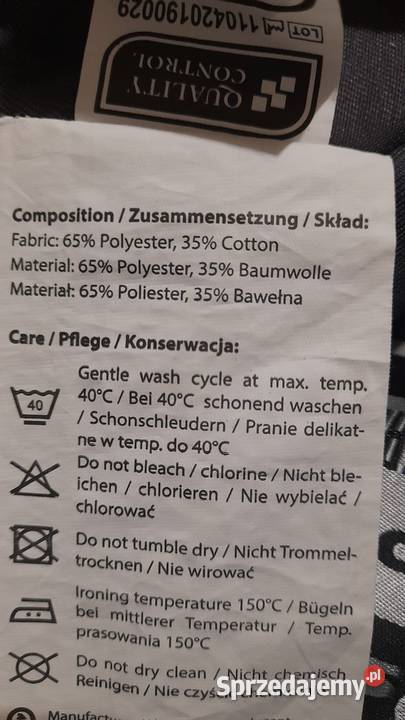 LOT 110420190029
QUALITY
CONTROL
Composition / Zusammensetzung / Skład:
Fabric: 65% Polyester, 35% Cotton
Material: 65% Polyester, 35% Baumwolle
Materiał: 65% Poliester, 35% Bawełna
Care / Pflege / Konserwacja:
Gentle wash cycle at max. temp.
40°C / Bei 40°C schonend waschen
/ Schonschleudern / Pranie delikat-
ne w temp. do 40°C
40
Do not bleach / chlorine / Nicht ble-
ichen / chlorieren / Nie wybielać /
chlorować
Do not tumble dry / Nicht Trommel-
trocknen / Nie wirować
Ironing temperature 150°C / Bügeln
bei mittlerer Temperatur / Temp.
prasowania 150°C
Do not dry clean / Nicht chemisch
Reinigen / Nie
Sprzedajemy.pl